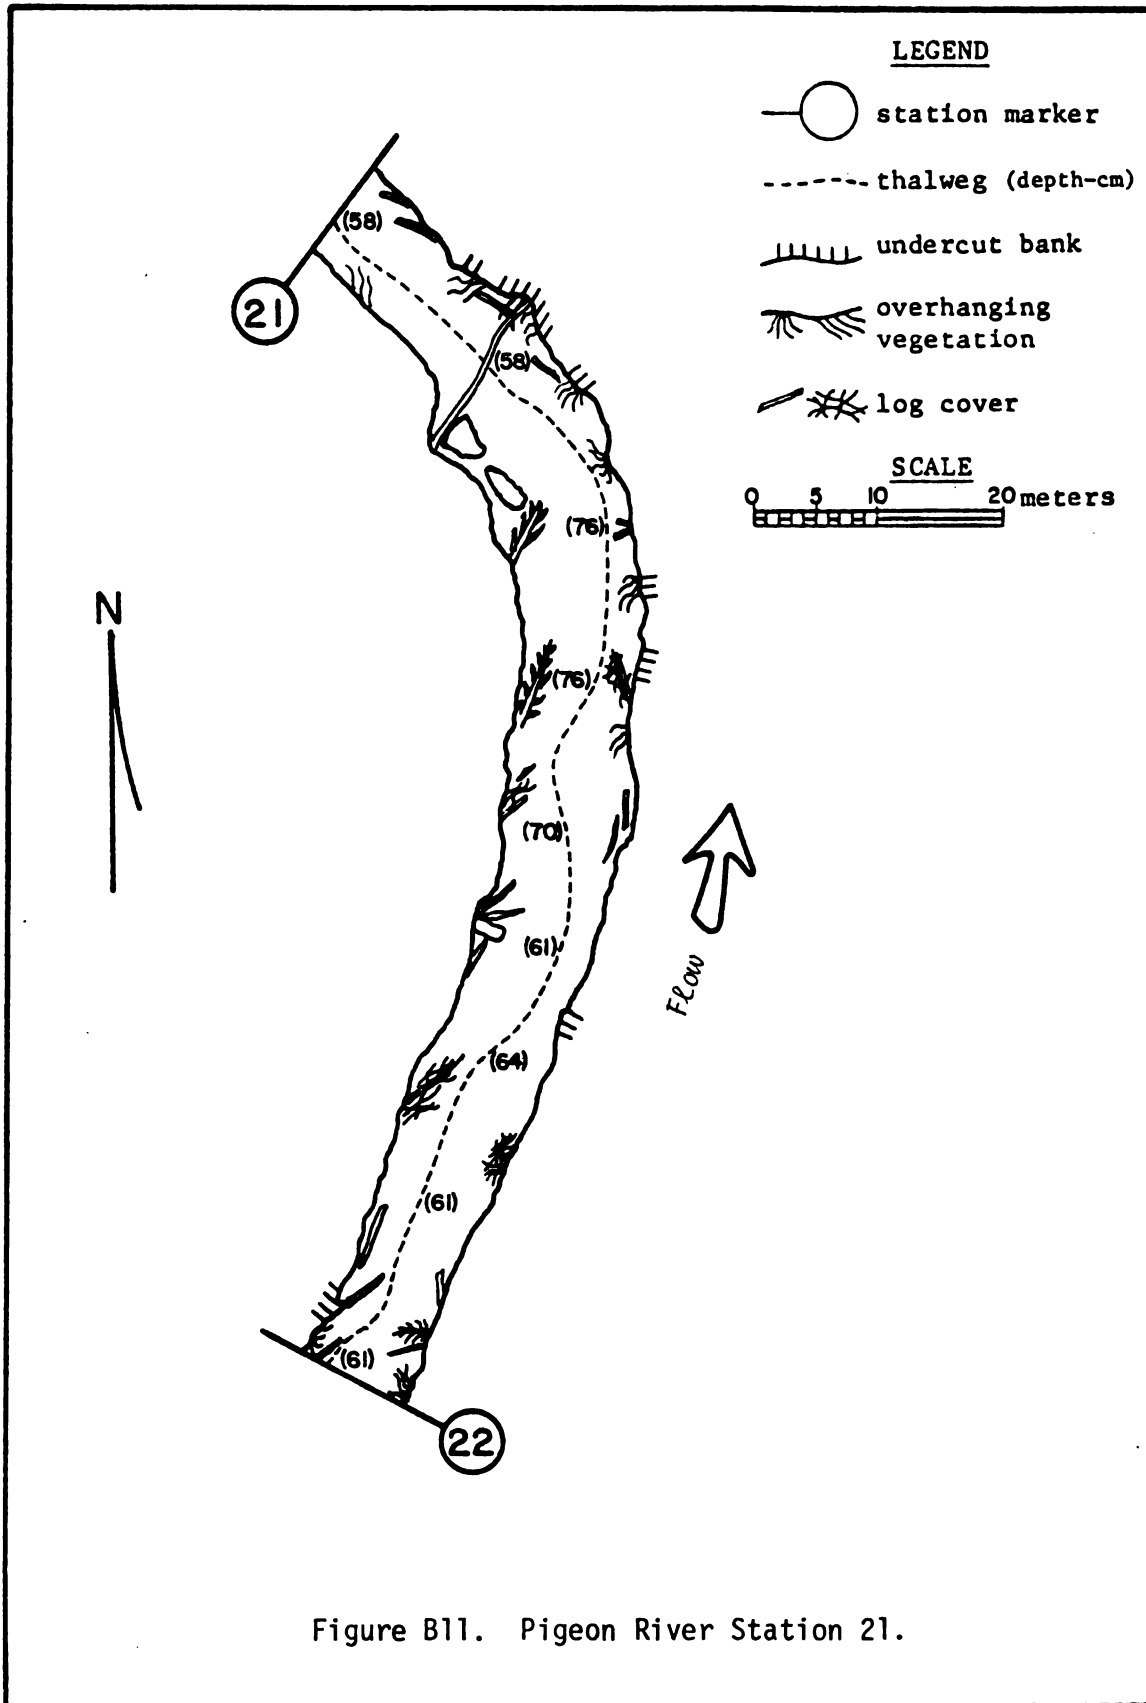 LEGEND
station marker
thalweg (depth-cm)
undercut bank
overhanging
vegetation
log cover
SCALE
0 5 10 20 meters
(58)
21
(58)
(76)
N
(76)
(70)
(61)
Flow
(64)
(61)
(61)
22
Figure B11. Pigeon River Station 21.